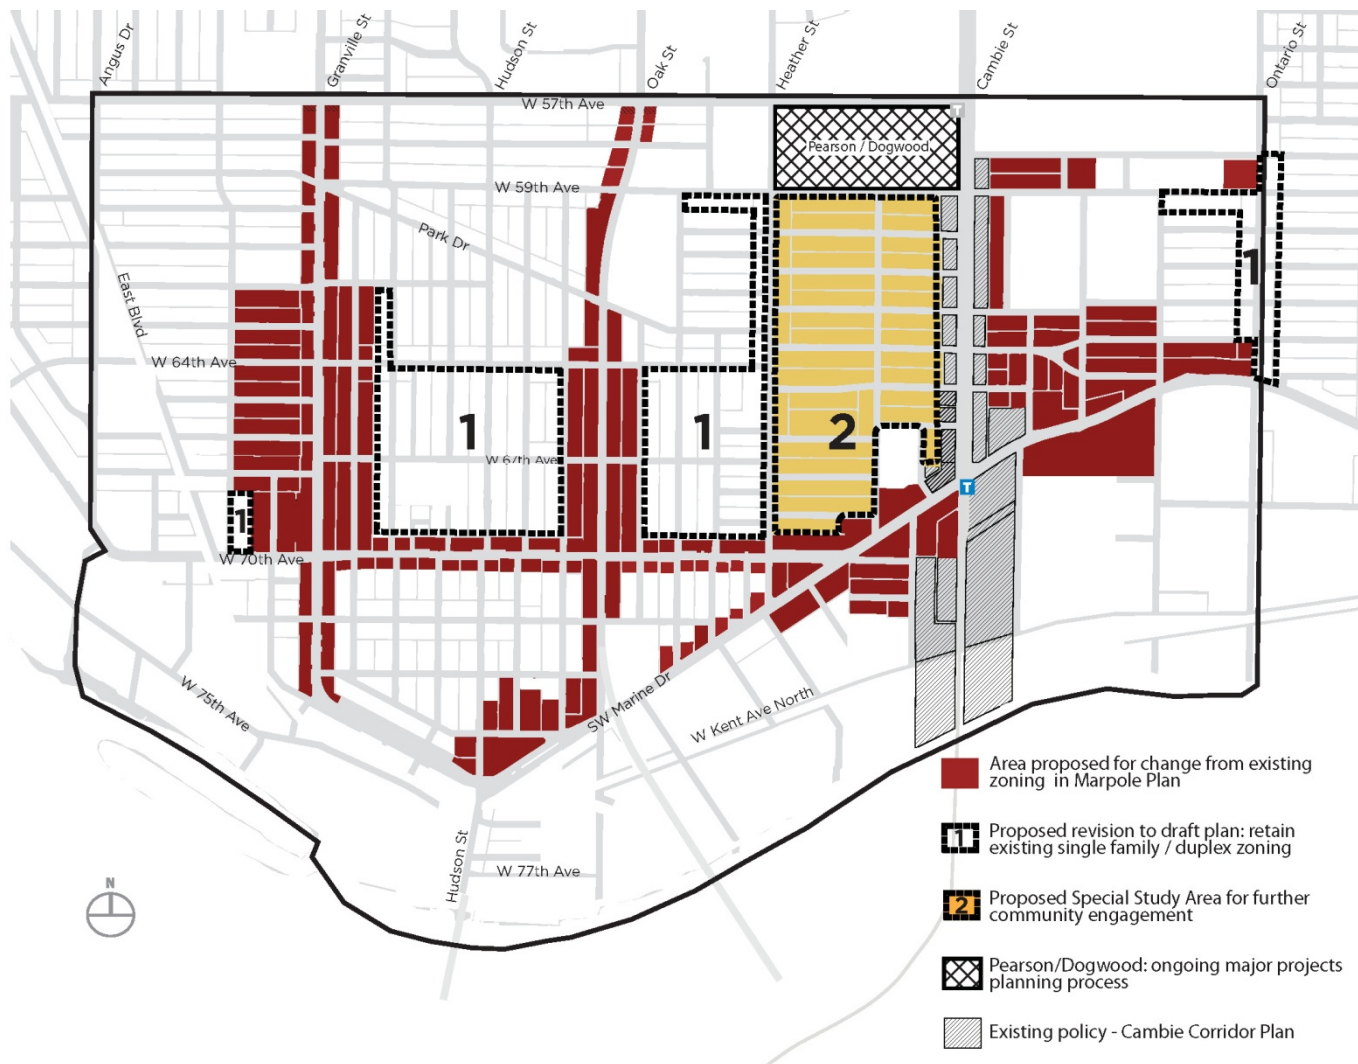 Angus Dr
Granville St
Hudson St
Oak St
Heather St
Cambie St
Ontario St
W 57th Ave
T
Pearson / Dogwood
W 59th Ave
Park Dr
East Blvd
1
W 64th Ave
1
1
2
W 67th Ave
T
1
W 70th Ave
W 75th Ave
SW Marine Dr
W Kent Ave North
Hudson St
W 77th Ave
N
Area proposed for change from existing
zoning in Marpole Plan
1
Proposed revision to draft plan: retain
existing single family / duplex zoning
2
Proposed Special Study Area for further
community engagement
Pearson/Dogwood: ongoing major projects
planning process
Existing policy - Cambie Corridor Plan